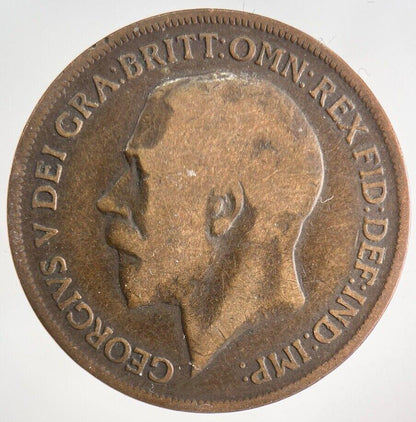 GEORGIVS V DEI GRA:BRITT:OMN:REX FID:DEF:IND:IMP: